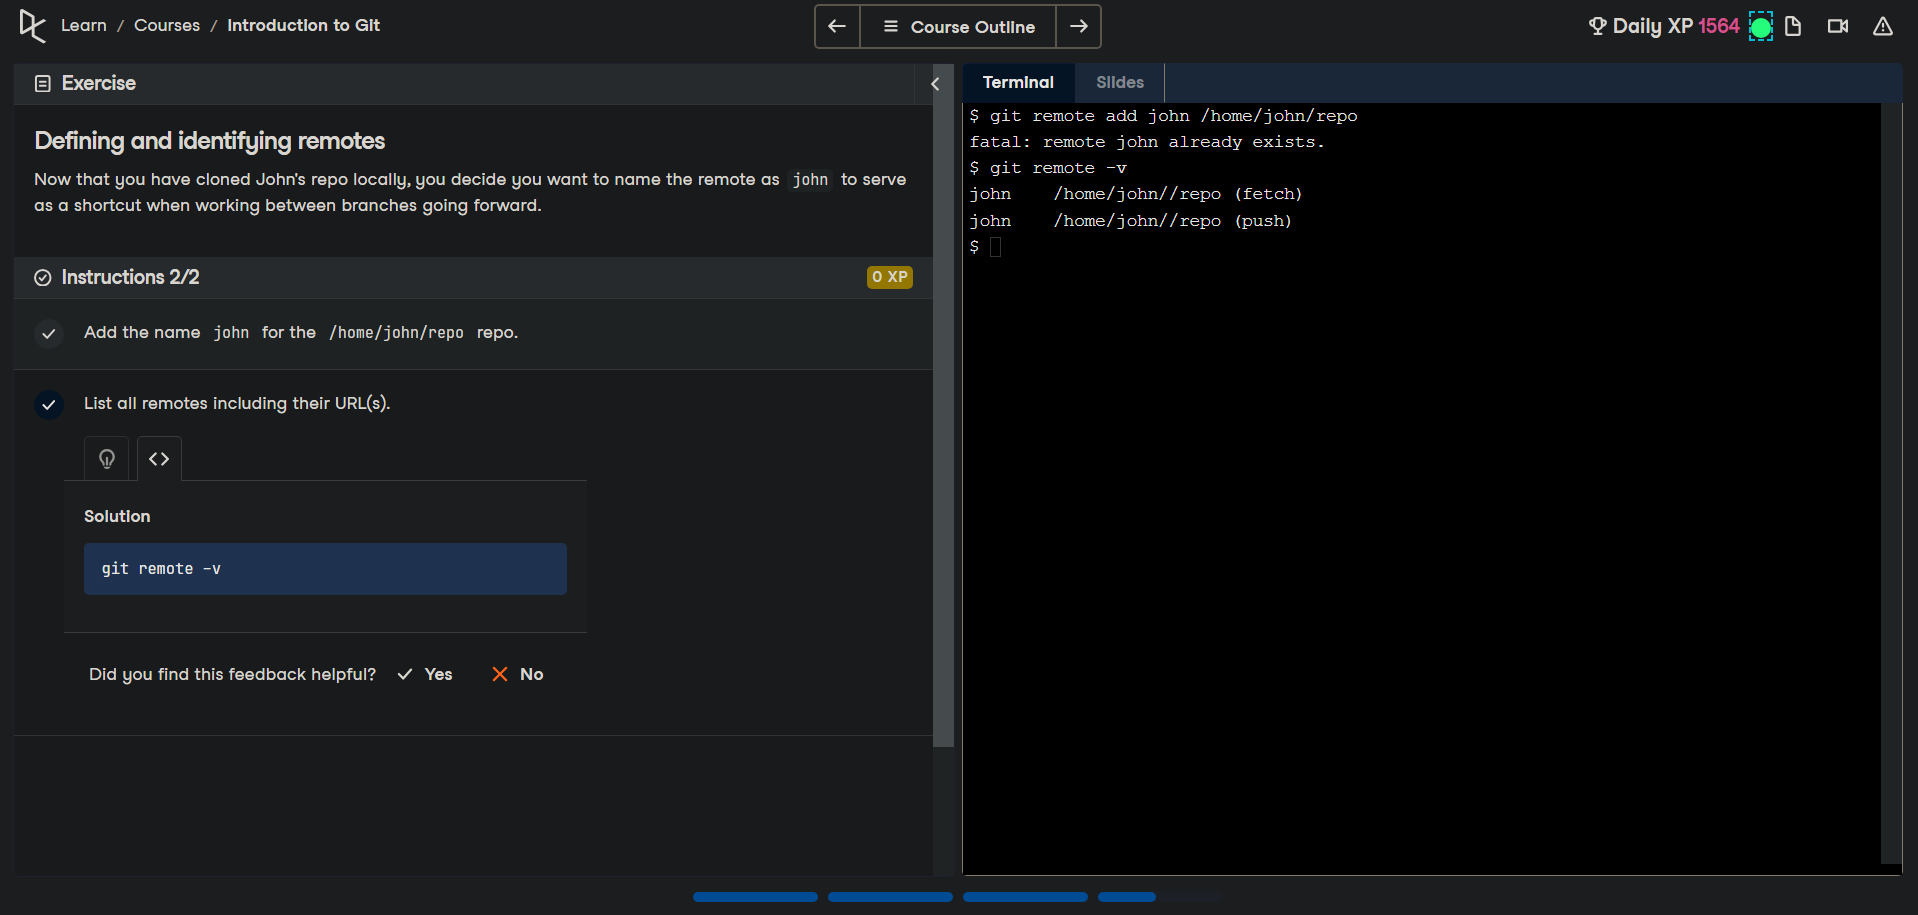 Learn / Courses / Introduction to Git
Course Outline
Daily XP 1564
Exercise
Defining and identifying remotes
Now that you have cloned John's repo locally, you decide you want to name the remote as john to serve
as a shortcut when working between branches going forward.
Instructions 2/2
0 XP
Add the name john for the /home/john/repo repo.
List all remotes including their URL(s).
Solution
git remote -v
Did you find this feedback helpful? Yes No
Terminal Slides
$ git remote add john /home/john/repo
fatal: remote john already exists.
$ git remote -v
john /home/john//repo (fetch)
john /home/john//repo (push)
$